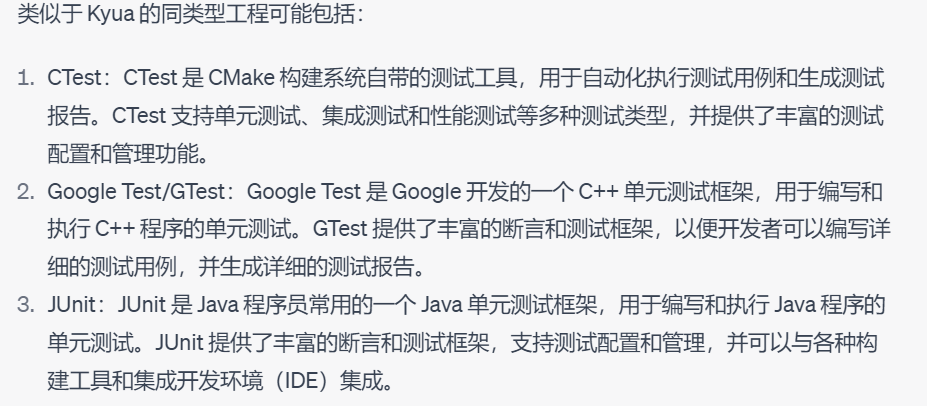 类似于 Kyua 的同类型工程可能包括：
1. CTest：CTest 是 CMake 构建系统自带的测试工具，用于自动化执行测试用例和生成测试
报告。CTest 支持单元测试、集成测试和性能测试等多种测试类型，并提供了丰富的测试
配置和管理功能。
2. Google Test/GTest：Google Test 是 Google 开发的一个 C++ 单元测试框架，用于编写和
执行 C++ 程序的单元测试。GTest 提供了丰富的断言和测试框架，以便开发者可以编写详
细的测试用例，并生成详细的测试报告。
3. JUnit：JUnit 是 Java 程序员常用的一个 Java 单元测试框架，用于编写和执行 Java 程序的
单元测试。JUnit 提供了丰富的断言和测试框架，支持测试配置和管理，并可以与各种构
建工具和集成开发环境（IDE）集成。